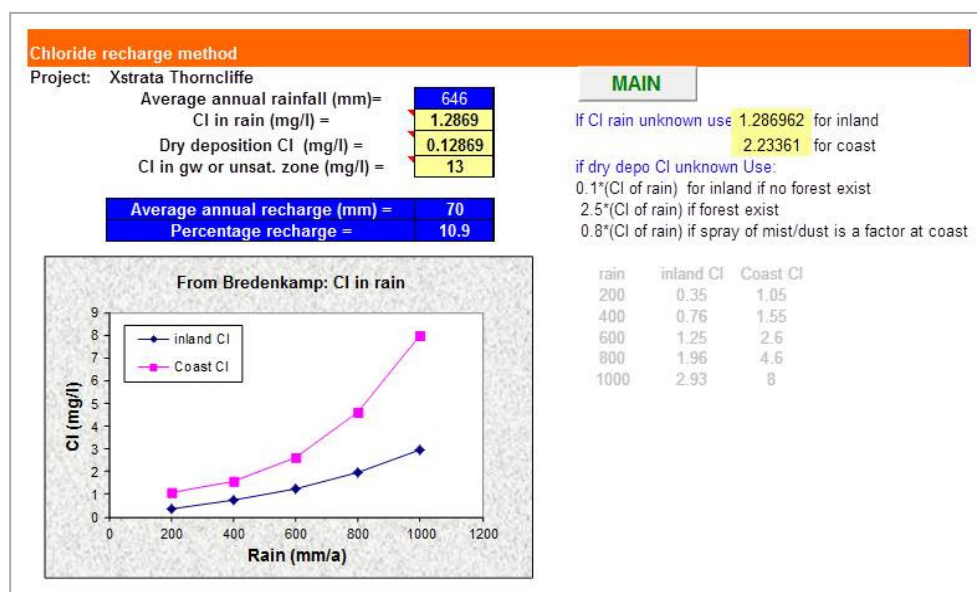 Chloride recharge method
Project: Xstrata Thorncliffe
Average annual rainfall (mm)= 646
Cl in rain (mg/l) = 1.2869
Dry deposition Cl (mg/l)= 0.12869
Cl in gw or unsat. zone (mg/l) = 13
Average annual recharge (mm) = 70
Percentage recharge = 10.9
MAIN
If Cl rain unknown use 1.286962 for inland
2.23361 for coast
if dry depo Cl unknown Use:
0.1*(Cl of rain) for inland if no forest exist
2.5*(Cl of rain) if forest exist
0.8*(Cl of rain) if spray of mist/dust is a factor at coast
rain inland Cl Coast Cl
200 0.35 1.05
400 0.76 1.55
600 1.25 2.6
800 1.96 4.6
1000 2.93 8
From Bredenkamp: Cl in rain
inland Cl
Coast Cl
Cl (mg/l)
9
8
7
6
5
4
3
2
1
0
0 200 400 600 800 1000 1200
Rain (mm/a)